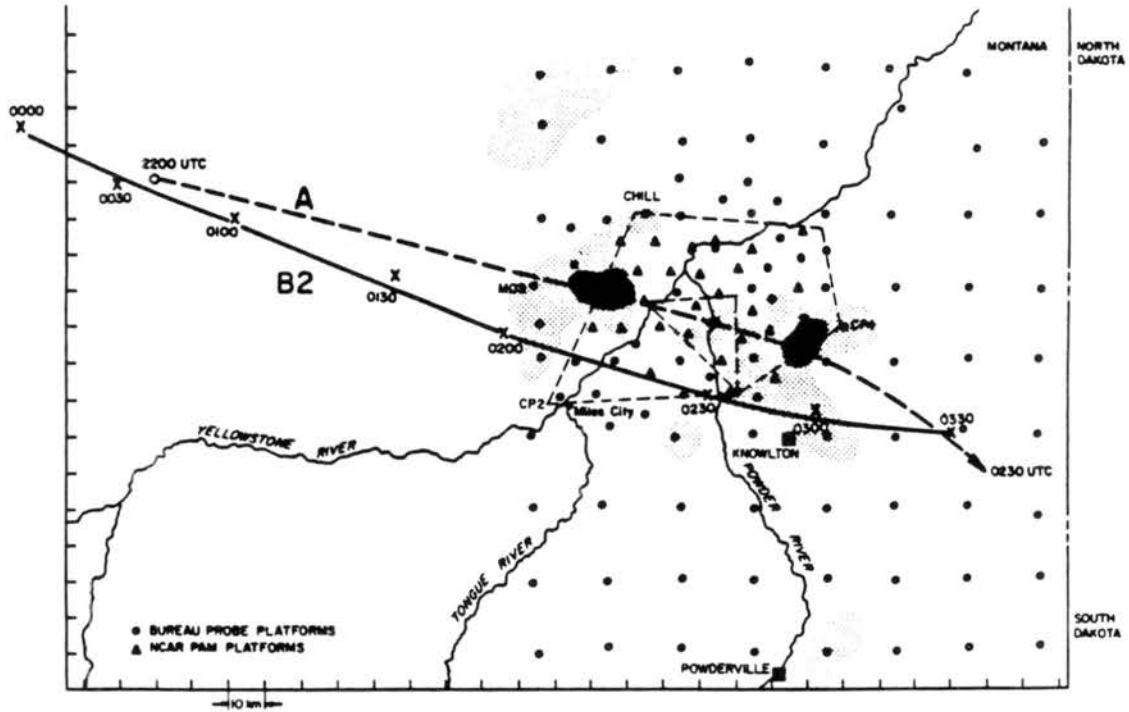 MONTANA
NORTH
DAKOTA
0000
2200 UTC
0030
A
CHILL
0100
B2
0130
MQ2
CP4
0200
CP2
Miles City
0230
0300
0330
YELLOWSTONE
RIVER
KNOWLTON
0230 UTC
POWDER
RIVER
TONGUE RIVER
BUREAU PROBE PLATFORMS
NCAR PAM PLATFORMS
SOUTH
DAKOTA
POWDERVILLE
10 km